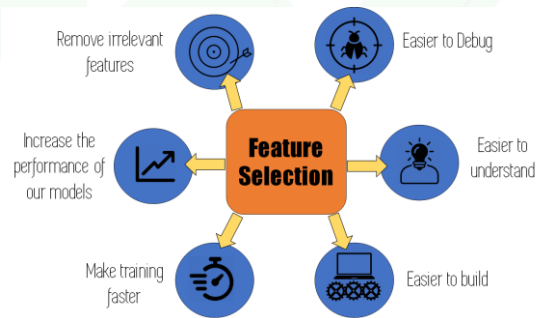 Remove irrelevant
features
Easier to Debug
Increase the
performance of
our models
Feature
Selection
Easier to
understand
Make training
faster
Easier to build